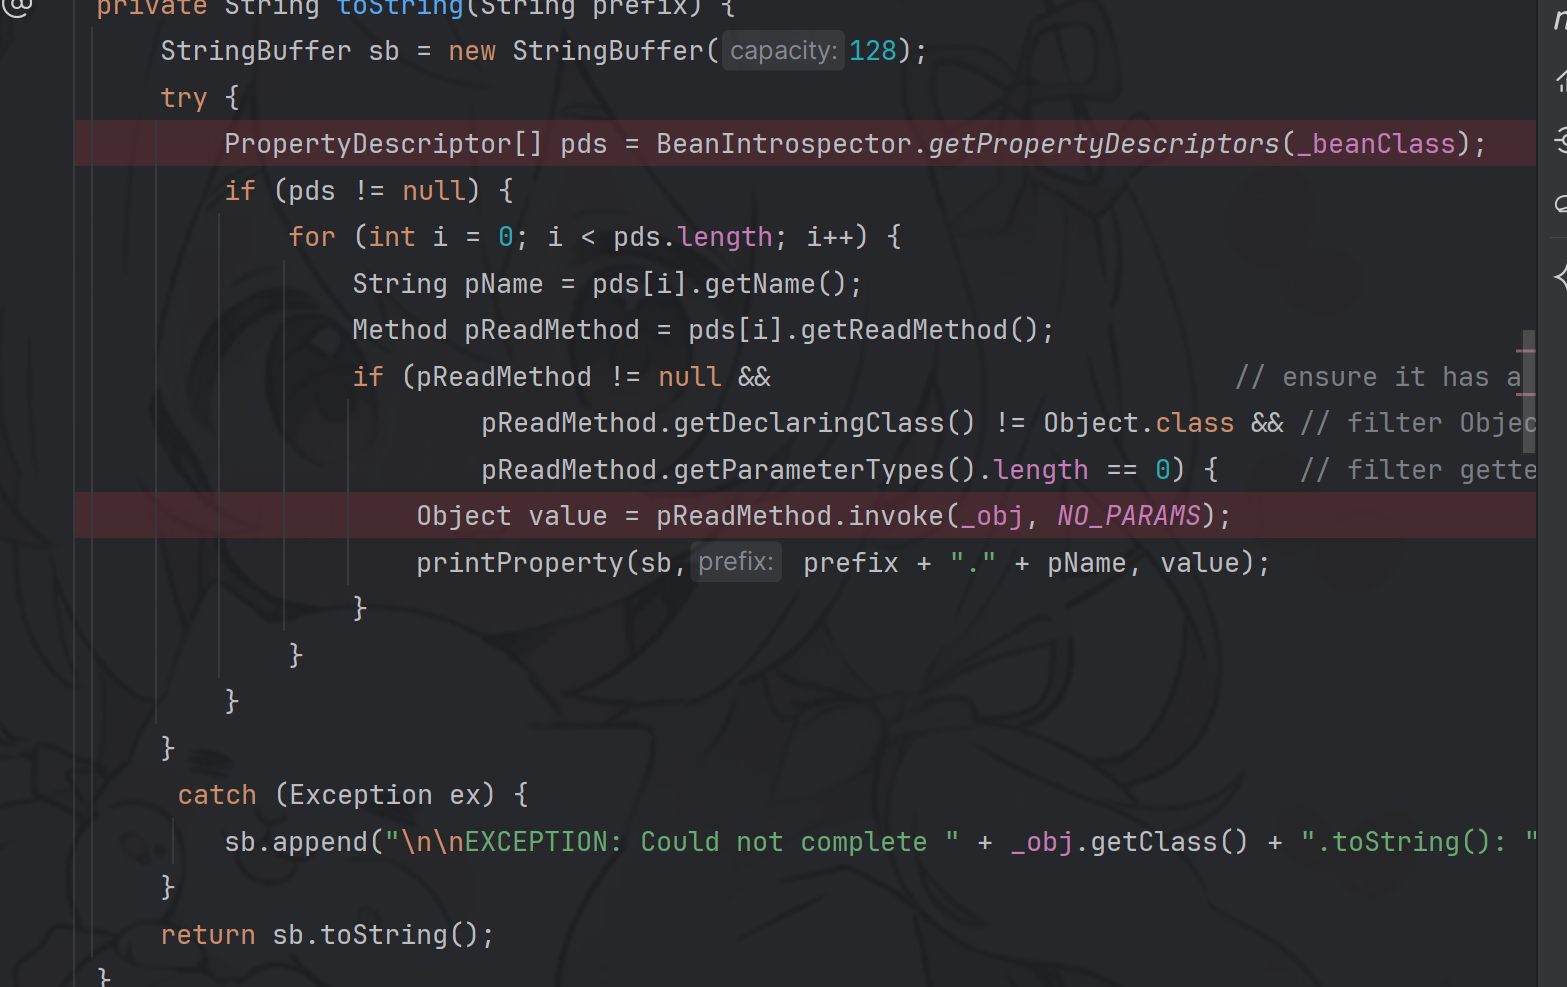 private String toString(String prefix) {
StringBuffer sb = new StringBuffer( capacity: 128);
try {
PropertyDescriptor[] pds = BeanIntrospector.getPropertyDescriptors(_beanClass);
if (pds != null) {
for (int i = 0; i < pds.length; i++) {
String pName = pds[i].getName();
Method pReadMethod = pds[i].getReadMethod();
if (pReadMethod != null && // ensure it has a
pReadMethod.getDeclaringClass() != Object.class && // filter Objec
pReadMethod.getParameterTypes().length == 0) { // filter gette
Object value = pReadMethod.invoke(_obj, NO_PARAMS);
printProperty(sb, prefix: prefix + "." + pName, value);
}
}
}
}
catch (Exception ex) {
sb.append("\n\nEXCEPTION: Could not complete " + _obj.getClass() + ".toString(): "
}
return sb.toString();
}